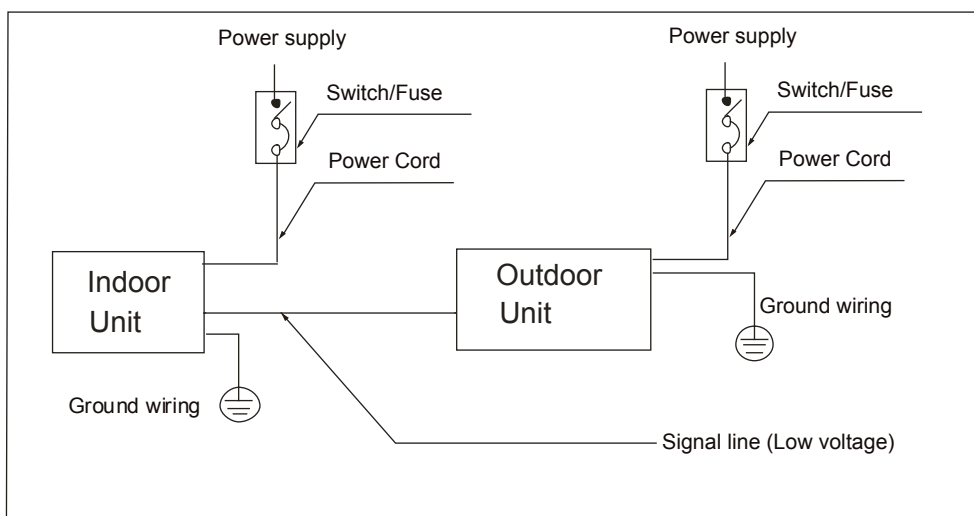 Power supply
Power supply
Switch/Fuse
Switch/Fuse
Power Cord
Power Cord
Indoor
Unit
Outdoor
Unit
Ground wiring
Ground wiring
Signal line (Low voltage)